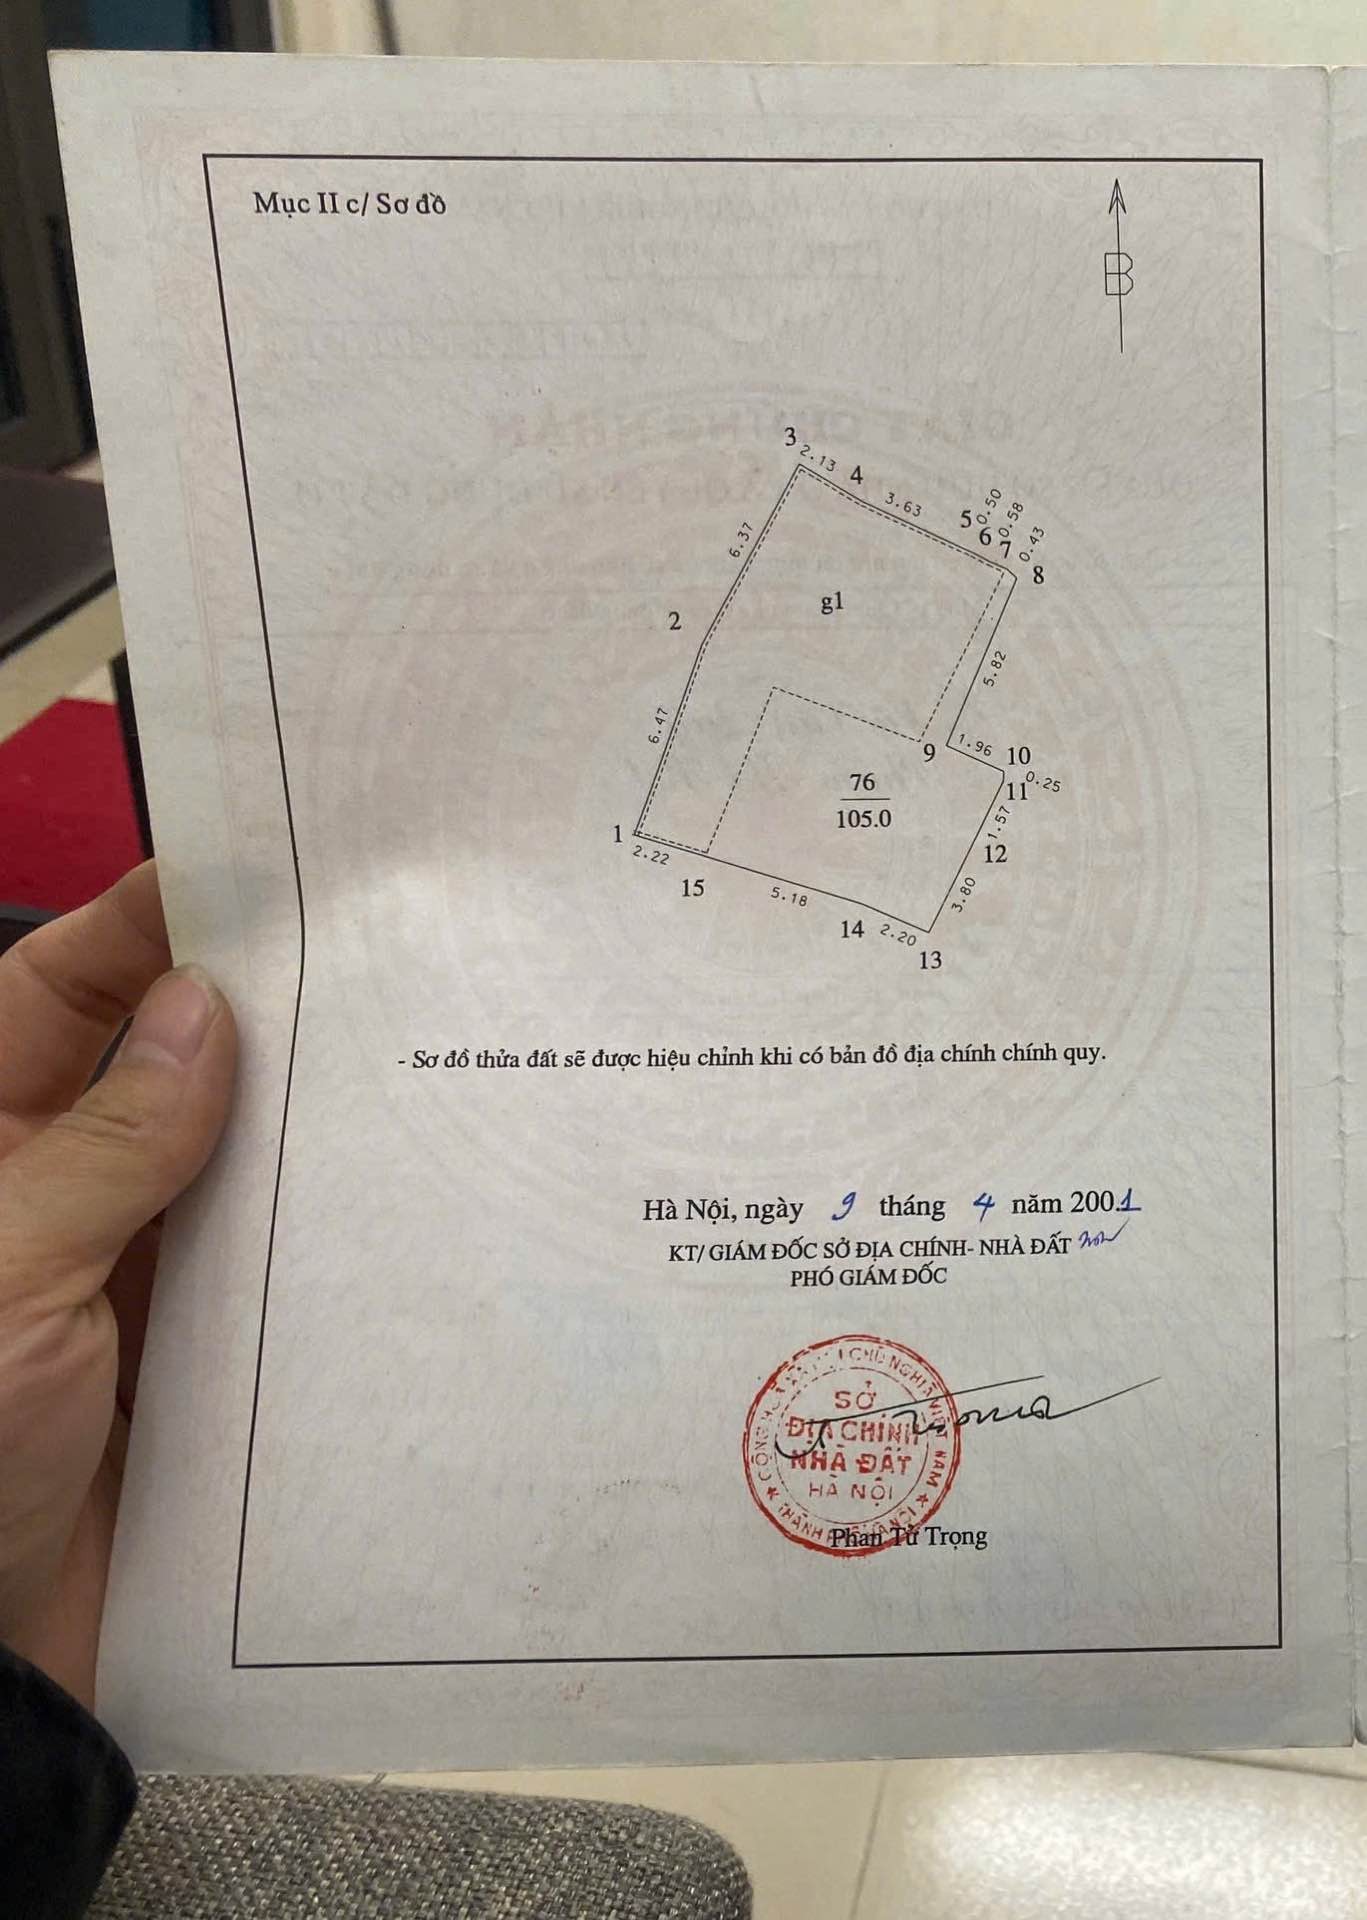 Mục II c/ Sơ đồ
B
3
2.13
4
3.63
5
0.50
6
0.58
7
0.43
8
6.37
g1
2
5.82
6.47
9
1.96
10
11
0.25
76
105.0
1.57
1
2.22
12
15
5.18
3.80
14
2.20
13
- Sơ đồ thửa đất sẽ được hiệu chỉnh khi có bản đồ địa chính chính quy.
Hà Nội, ngày 9 tháng 4 năm 2001
KT/ GIÁM ĐỐC SỞ ĐỊA CHÍNH- NHÀ ĐẤT
PHÓ GIÁM ĐỐC
SỞ
ĐỊA CHÍNH
NHÀ ĐẤT
HÀ NỘI
Phan Tử Trọng